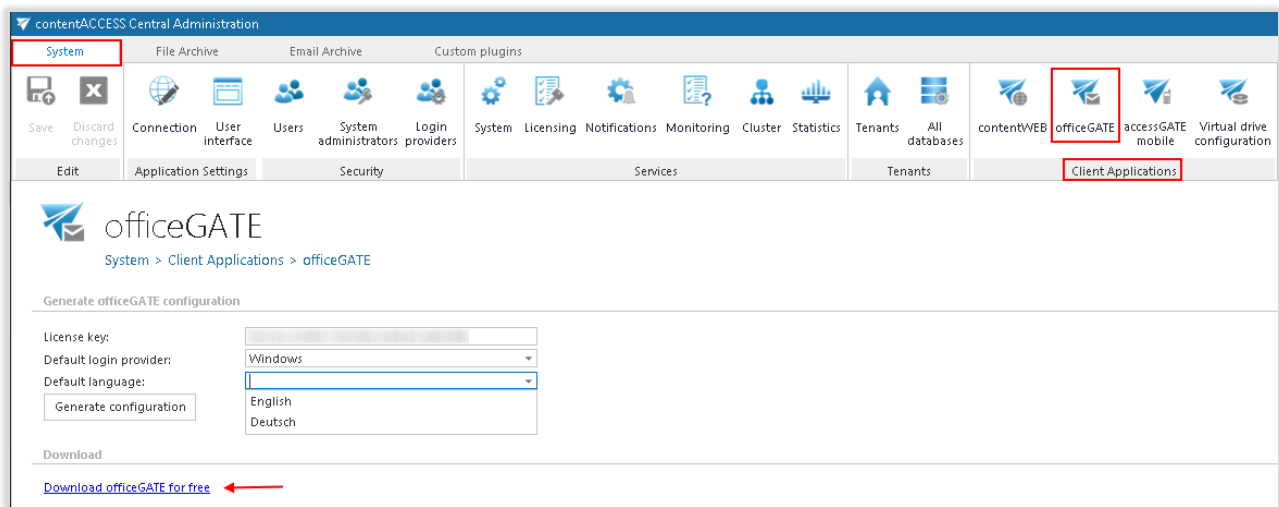 contentACCESS Central Administration
System File Archive Email Archive Custom plugins
Save Discard changes Connection User interface Users System administrators Login providers System Licensing Notifications Monitoring Cluster Statistics Tenants All databases contentWEB officeGATE accessGATE mobile Virtual drive configuration
Edit Application Settings Security Services Tenants Client Applications
officeGATE
System > Client Applications > officeGATE
Generate officeGATE configuration
License key:
Default login provider: Windows
Default language:
Generate configuration
English
Deutsch
Download
Download officeGATE for free